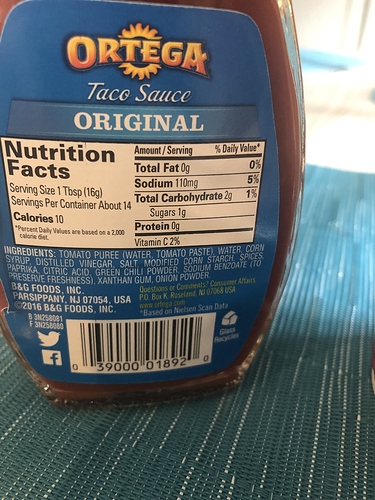 ORTEGA
Taco Sauce
ORIGINAL
Nutrition
Facts
Serving Size 1 Tbsp (16g)
Servings Per Container About 14
Calories 10
*Percent Daily Values are based on a 2,000
calorie diet.
Amount / Serving % Daily Value*
Total Fat 0g 0%
Sodium 110mg 5%
Total Carbohydrate 2g 1%
Sugars 1g
Protein 0g
Vitamin C 2%
INGREDIENTS: TOMATO PUREE (WATER, TOMATO PASTE) WATER, CORN
SYRUP, DISTILLED VINEGAR, SALT, MODIFIED CORN STARCH, SPICES,
PAPRIKA, CITRIC ACID, GREEN CHILI POWDER, SODIUM BENZOATE (TO
PRESERVE FRESHNESS), XANTHAN GUM, ONION POWDER.
B&G FOODS, INC.
PARSIPPANY, NJ 07054, USA
©2016 B&G FOODS, INC.
Questions or Comments? Consumer Affairs
P.O. Box K, Roseland, NJ 07068 USA
www.ortega.com
*Based on Nielsen Scan Data
B 3N258081
F 3N258080
Glass
Recycles
0 39000 01892 0